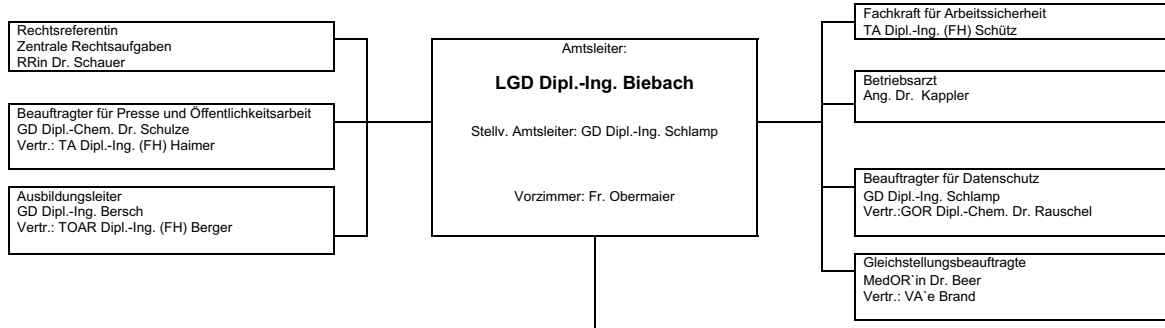 Rechtsreferentin
Zentrale Rechtsaufgaben
RRin Dr. Schauer
Beauftragter für Presse und Öffentlichkeitsarbeit
GD Dipl.-Chem. Dr. Schulze
Vertr.: TA Dipl.-Ing. (FH) Haimer
Ausbildungsleiter
GD Dipl.-Ing. Bersch
Vertr.: TOAR Dipl.-Ing. (FH) Berger
Amtsleiter:
LGD Dipl.-Ing. Biebach
Stellv. Amtsleiter: GD Dipl.-Ing. Schlamp
Vorzimmer: Fr. Obermaier
Fachkraft für Arbeitssicherheit
TA Dipl.-Ing. (FH) Schütz
Betriebsarzt
Ang. Dr. Kappler
Beauftragter für Datenschutz
GD Dipl.-Ing. Schlamp
Vertr.:GOR Dipl.-Chem. Dr. Rauschel
Gleichstellungsbeauftragte
MedOR`in Dr. Beer
Vertr.: VA`e Brand